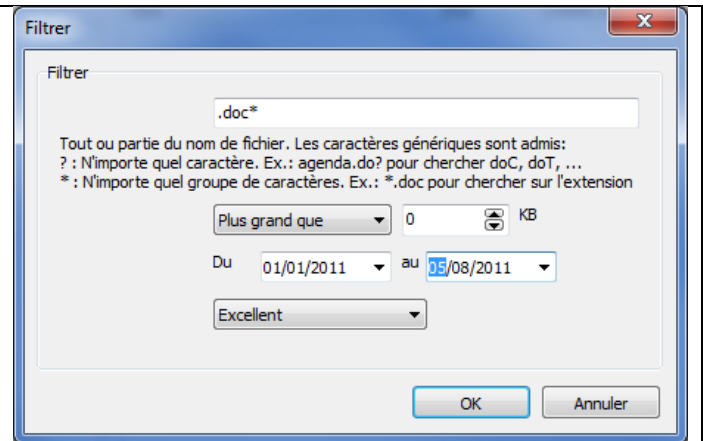 Filtrer
Filtrer
.doc*
Tout ou partie du nom de fichier. Les caractères génériques sont admis:
? : N'importe quel caractère. Ex.: agenda.do? pour chercher doC, doT, ...
* : N'importe quel groupe de caractères. Ex.: *.doc pour chercher sur l'extension
Plus grand que 0 KB
Du 01/01/2011 au 05/08/2011
Excellent
OK Annuler